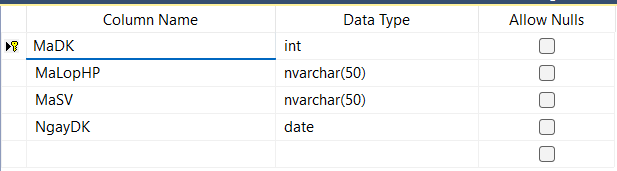 Column Name Data Type Allow Nulls
MaDK int
MaLopHP nvarchar(50)
MaSV nvarchar(50)
NgayDK date